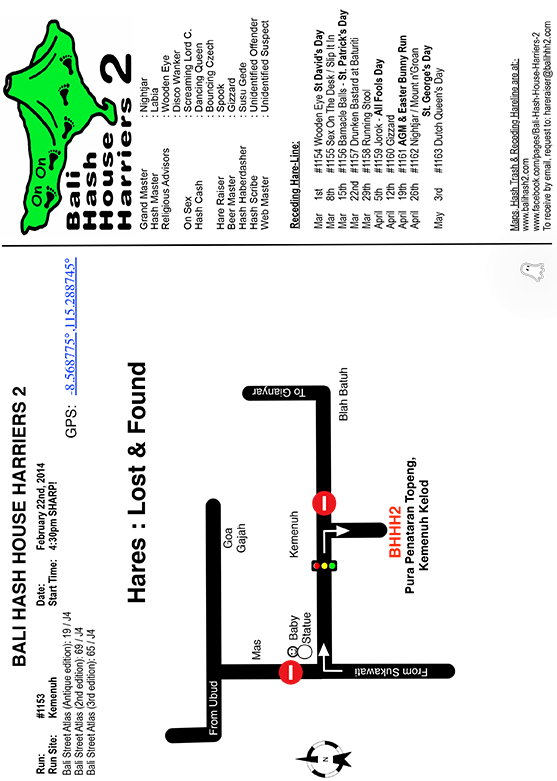 BALI HASH HOUSE HARRIERS 2
Run: #1153 Date: February 22nd, 2014
Run Site: Kemenuh Start Time: 4:30pm SHARP!
Bali Street Atlas (Antique edition): 19 / J4
Bali Street Atlas (2nd edition): 69 / J4
Bali Street Atlas (3rd edition): 65 / J4
GPS: -8.568775°,115.288745°
Hares : Lost & Found
From Ubud
Goa
Gajah
Mas
Baby
Statue
Kemenuh
To Gianyar
Blah Batuh
From Sukawati
BHHH2
Pura Penataran Topeng,
Kemenuh Kelod
N
On On
Bali
Hash
House
Harriers 2
Grand Master : Nightjar
Hash Master : Labia
Religious Advisors : Wooden Eye
: Disco Wanker
On Sex : Screaming Lord C.
Hash Cash : Dancing Queen
: Bouncing Czech
Hare Raiser : Spook
Beer Master : Gizzard
Hash Haberdasher : Susu Gede
Hash Scribe : Unidentified Offender
Web Master : Unidentified Suspect
Receding Hare-Line:
Mar 1st #1154 Wooden Eye St David's Day
Mar 8th #1155 Sex On The Desk / Slip It In
Mar 15th #1156 Barnacle Balls - St. Patrick's Day
Mar 22nd #1157 Drunken Bastard at Baturiti
Mar 29th #1158 Running Stool
April 5th #1159 Jorok - All Fools Day
April 12th #1160 Gizzard
April 19th #1161 AGM & Easter Bunny Run
April 26th #1162 Nightjar / Mount n'Groan
St. George's Day
May 3rd #1163 Dutch Queen's Day
Maps, Hash Trash & Receding Hareline are at:
www.balihash2.com
www.facebook.com/pages/Bali-Hash-House-Harriers-2
To receive by email, request to: hareraiser@balihhh2.com